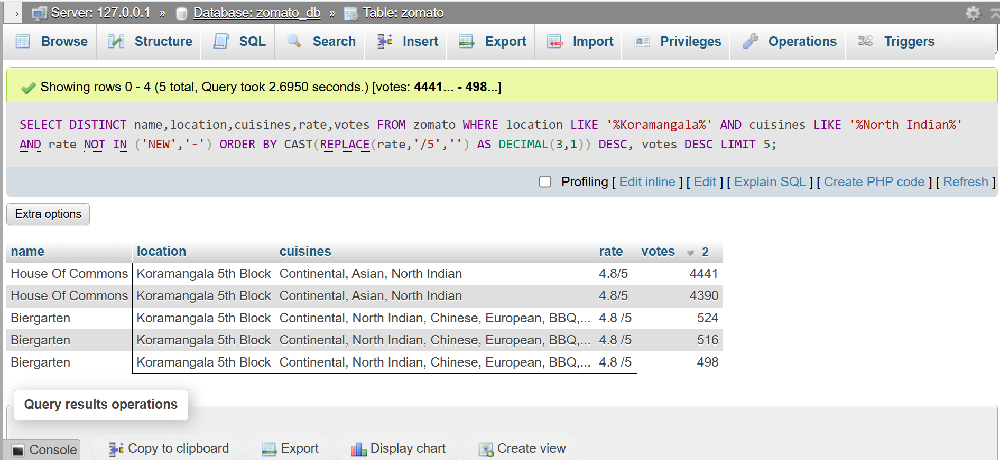 → Server: 127.0.0.1 » Database: zomato_db » Table: zomato
Browse Structure SQL Search Insert Export Import Privileges Operations Triggers
Showing rows 0 - 4 (5 total, Query took 2.6950 seconds.) [votes: 4441... - 498...]
SELECT DISTINCT name,location,cuisines,rate,votes FROM zomato WHERE location LIKE '%Koramangala%' AND cuisines LIKE '%North Indian%'
AND rate NOT IN ('NEW','-') ORDER BY CAST(REPLACE(rate,'/5','') AS DECIMAL(3,1)) DESC, votes DESC LIMIT 5;
Profiling [ Edit inline ] [ Edit ] [ Explain SQL ] [ Create PHP code ] [ Refresh ]
Extra options
name location cuisines rate votes 2
House Of Commons Koramangala 5th Block Continental, Asian, North Indian 4.8/5 4441
House Of Commons Koramangala 5th Block Continental, Asian, North Indian 4.8/5 4390
Biergarten Koramangala 5th Block Continental, North Indian, Chinese, European, BBQ,... 4.8 /5 524
Biergarten Koramangala 5th Block Continental, North Indian, Chinese, European, BBQ,... 4.8 /5 516
Biergarten Koramangala 5th Block Continental, North Indian, Chinese, European, BBQ,... 4.8 /5 498
Query results operations
Console Copy to clipboard Export Display chart Create view